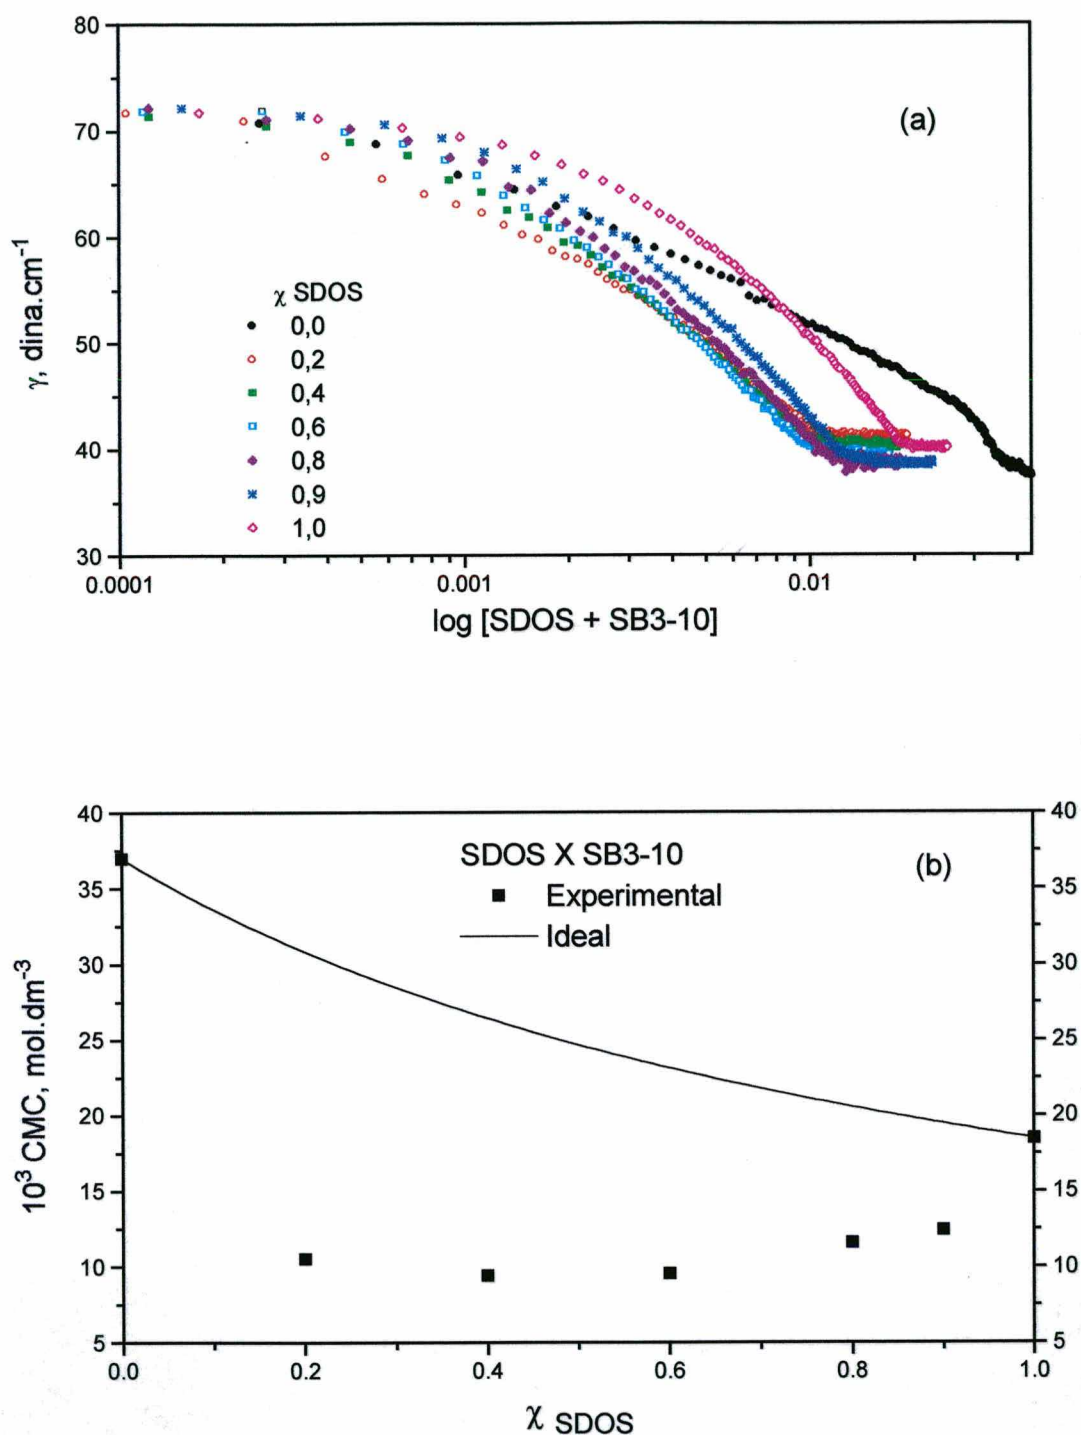 80
70
60
50
40
30
γ, dina.cm⁻¹
(a)
χ SDOS
0,0
0,2
0,4
0,6
0,8
0,9
1,0
0.0001 0.001 0.01
log [SDOS + SB3-10]
40 40
35 35
30 30
25 25
20 20
15 15
10 10
5 5
10³ CMC, mol.dm⁻³
SDOS X SB3-10
Experimental
Ideal
(b)
0.0 0.2 0.4 0.6 0.8 1.0
χ SDOS